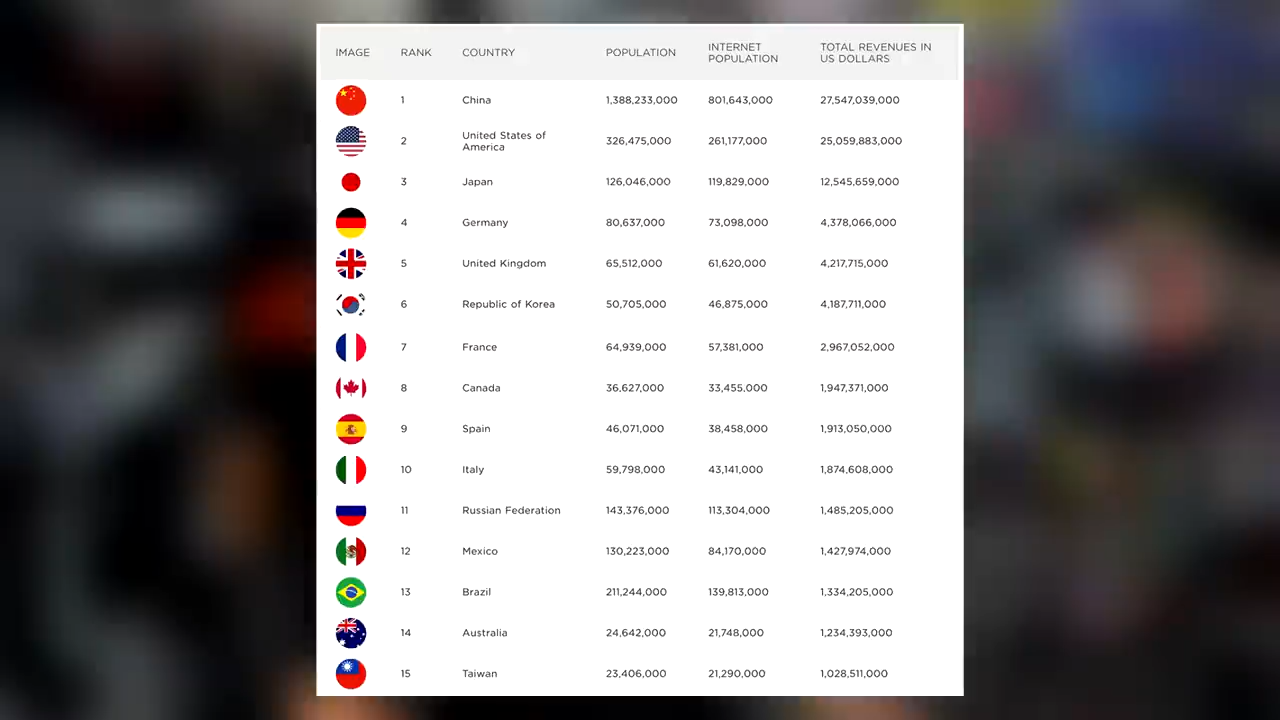 IMAGE RANK COUNTRY POPULATION INTERNET POPULATION TOTAL REVENUES IN US DOLLARS
1 China 1,388,233,000 801,643,000 27,547,039,000
2 United States of America 326,475,000 261,177,000 25,059,883,000
3 Japan 126,046,000 119,829,000 12,545,659,000
4 Germany 80,637,000 73,098,000 4,378,066,000
5 United Kingdom 65,512,000 61,620,000 4,217,715,000
6 Republic of Korea 50,705,000 46,875,000 4,187,711,000
7 France 64,939,000 57,381,000 2,967,052,000
8 Canada 36,627,000 33,455,000 1,947,371,000
9 Spain 46,071,000 38,458,000 1,913,050,000
10 Italy 59,798,000 43,141,000 1,874,608,000
11 Russian Federation 143,376,000 113,304,000 1,485,205,000
12 Mexico 130,223,000 84,170,000 1,427,974,000
13 Brazil 211,244,000 139,813,000 1,334,205,000
14 Australia 24,642,000 21,748,000 1,234,393,000
15 Taiwan 23,406,000 21,290,000 1,028,511,000